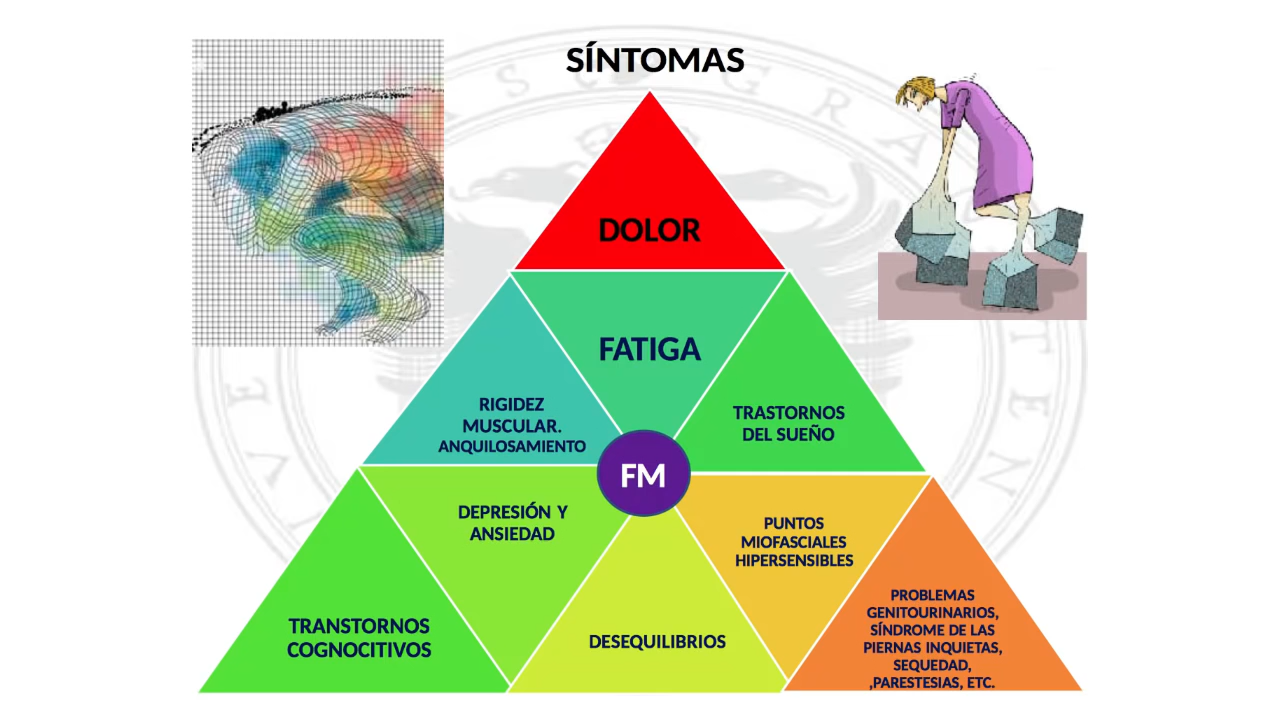 SÍNTOMAS
DOLOR
FATIGA
RIGIDEZ
MUSCULAR.
ANQUILOSAMIENTO
TRASTORNOS
DEL SUEÑO
FM
DEPRESIÓN Y
ANSIEDAD
PUNTOS
MIOFASCIALES
HIPERSENSIBLES
TRANSTORNOS
COGNOCITIVOS
DESEQUILIBRIOS
PROBLEMAS
GENITOURINARIOS,
SÍNDROME DE LAS
PIERNAS INQUIETAS,
SEQUEDAD,
,PARESTESIAS, ETC.